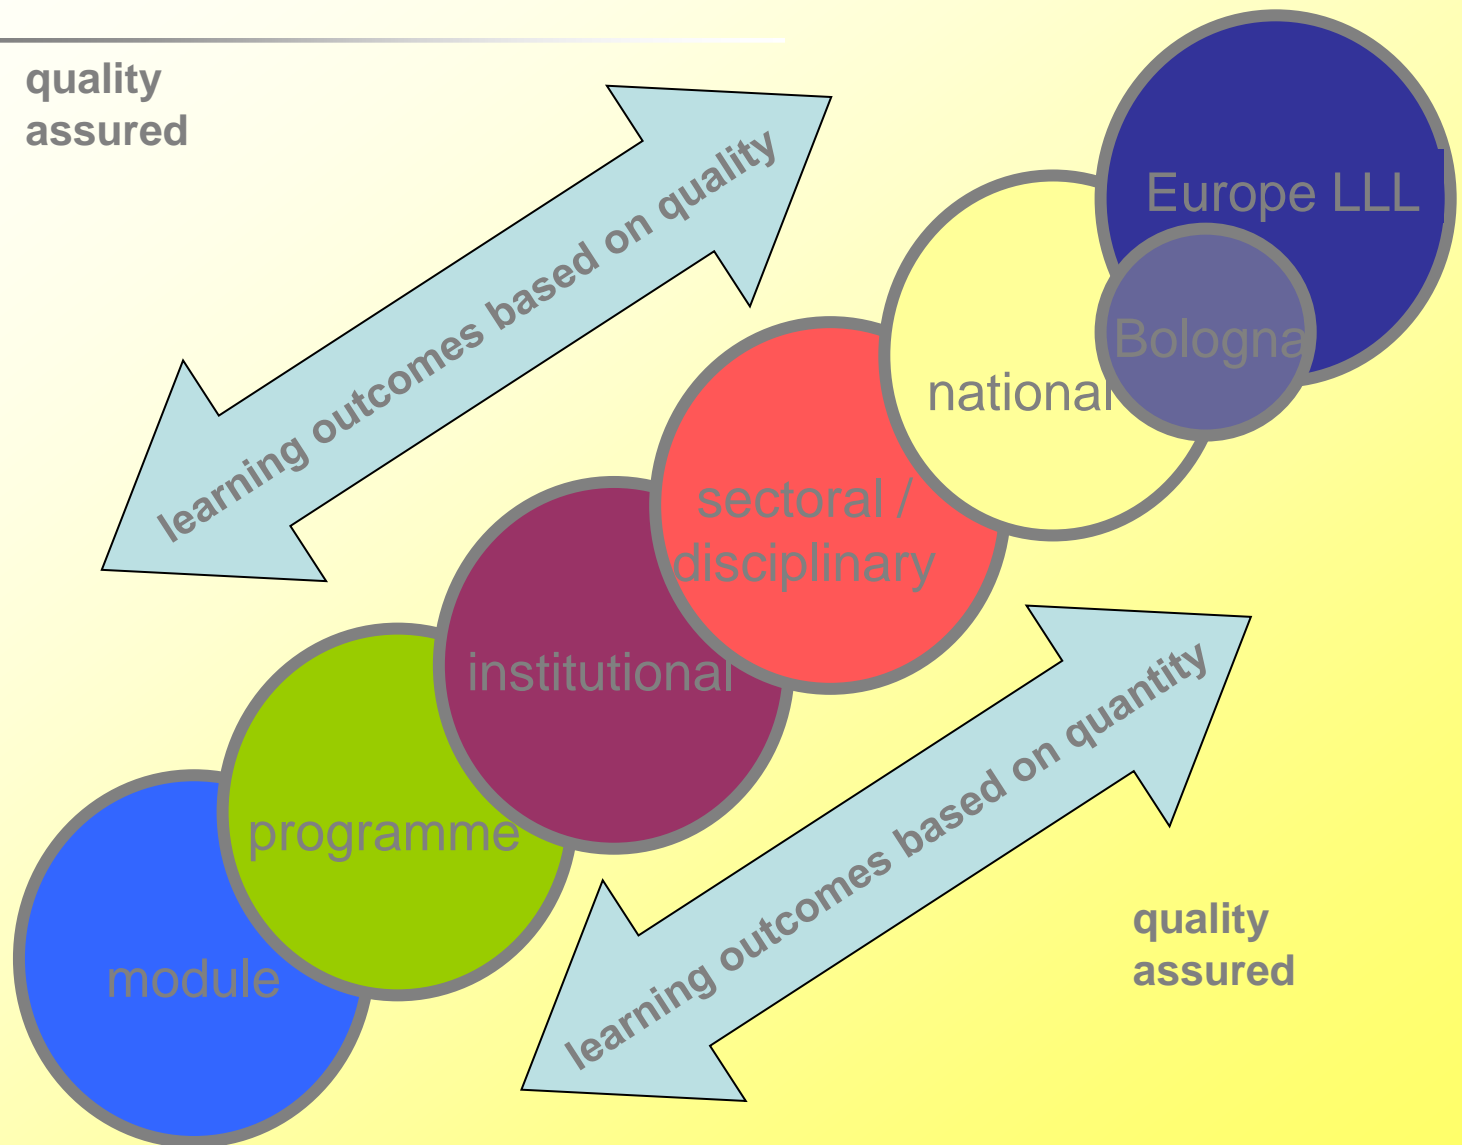 quality
assured
learning outcomes based on quality
Europe LLL
Bologna
national
sectoral /
disciplinary
institutional
programme
module
learning outcomes based on quantity
quality
assured